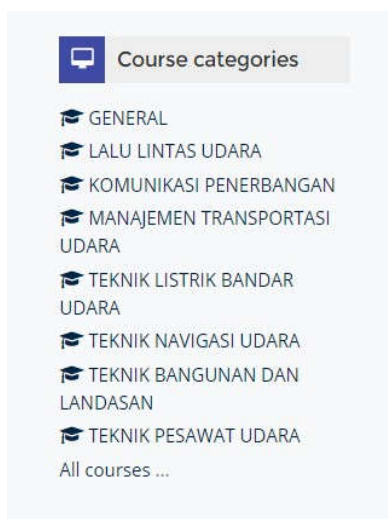 Course categories
GENERAL
LALU LINTAS UDARA
KOMUNIKASI PENERBANGAN
MANAJEMEN TRANSPORTASI
UDARA
TEKNIK LISTRIK BANDAR
UDARA
TEKNIK NAVIGASI UDARA
TEKNIK BANGUNAN DAN
LANDASAN
TEKNIK PESAWAT UDARA
All courses ...